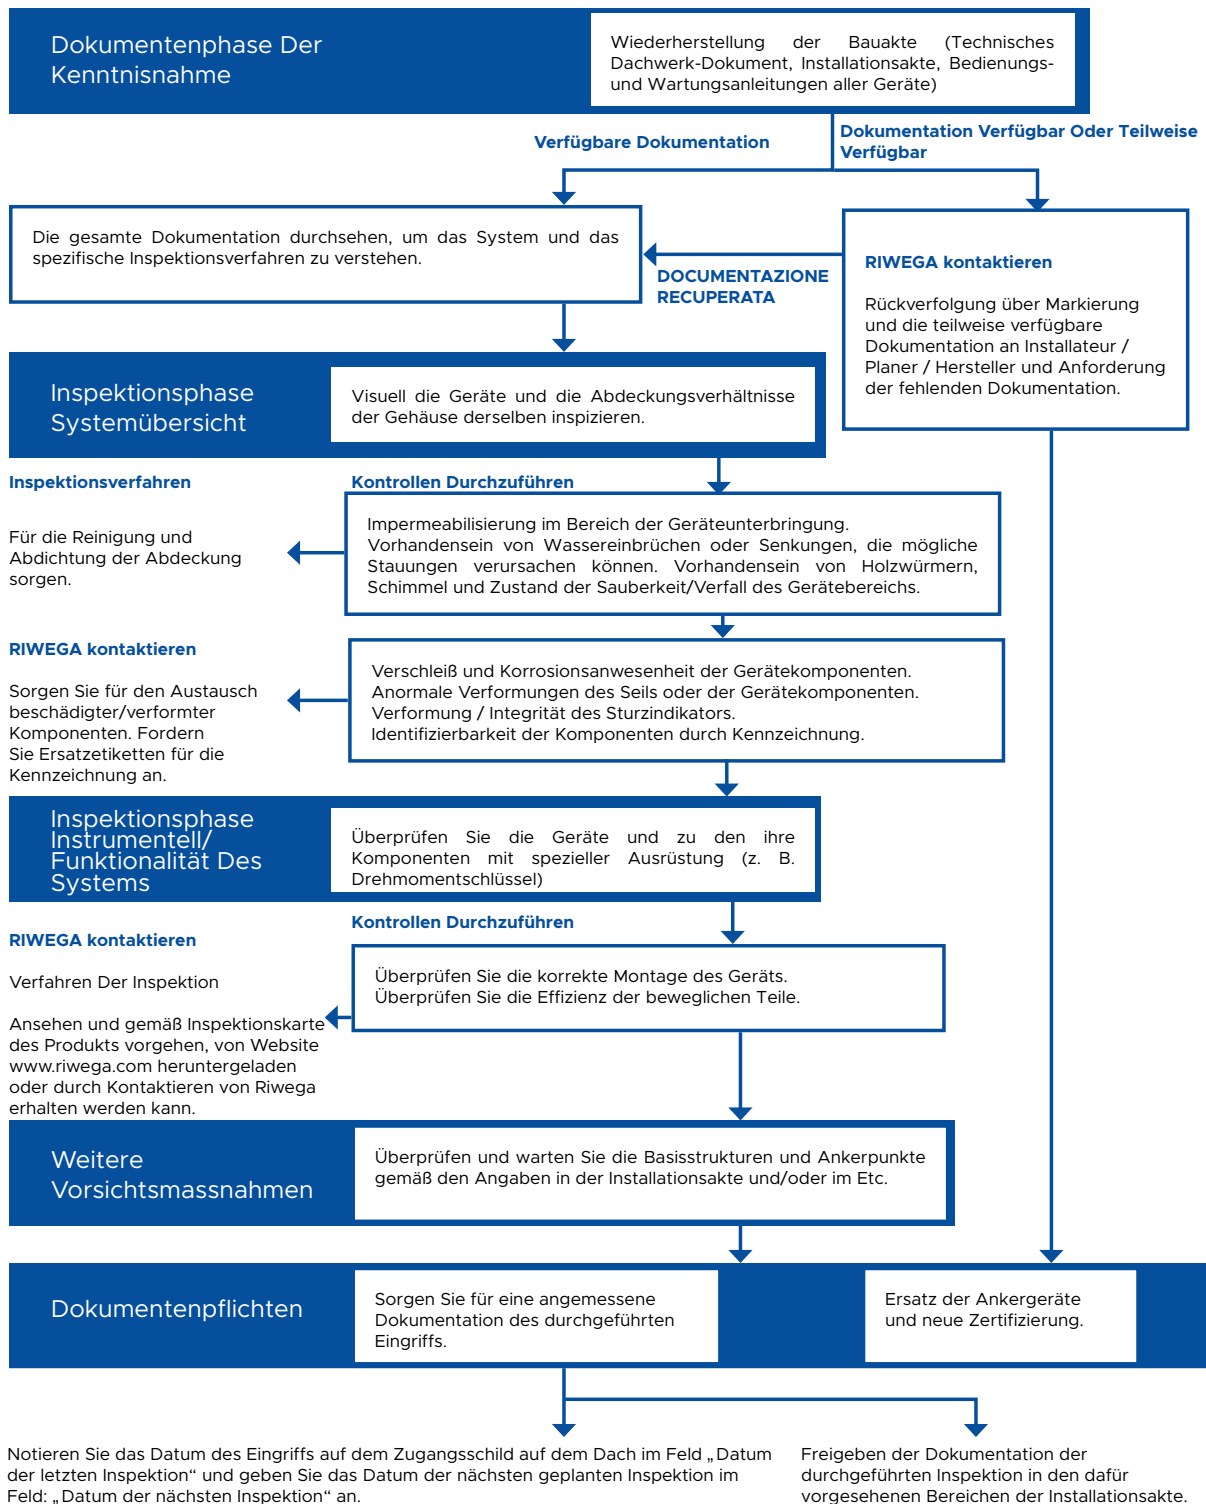 Dokumentenphase Der
Kenntnisnahme
Wiederherstellung der Bauakte (Technisches
Dachwerk-Dokument, Installationsakte, Bedienungs-
und Wartungsanleitungen aller Geräte)
Verfügbare Dokumentation
Dokumentation Verfügbar Oder Teilweise
Verfügbar
Die gesamte Dokumentation durchsehen, um das System und das
spezifische Inspektionsverfahren zu verstehen.
DOCUMENTAZIONE
RECUPERATA
RIWEGA kontaktieren
Rückverfolgung über Markierung
und die teilweise verfügbare
Dokumentation an Installateur /
Planer / Hersteller und Anforderung
der fehlenden Dokumentation.
Inspektionsphase
Systemübersicht
Visuell die Geräte und die Abdeckungsverhältnisse
der Gehäuse derselben inspizieren.
Inspektionsverfahren
Für die Reinigung und
Abdichtung der Abdeckung
sorgen.
Kontrollen Durchzuführen
Impermeabilisierung im Bereich der Geräteunterbringung.
Vorhandensein von Wassereinbrüchen oder Senkungen, die mögliche
Stauungen verursachen können. Vorhandensein von Holzwürmern,
Schimmel und Zustand der Sauberkeit/Verfall des Gerätebereichs.
RIWEGA kontaktieren
Sorgen Sie für den Austausch
beschädigter/verformter
Komponenten. Fordern
Sie Ersatzetiketten für die
Kennzeichnung an.
Verschleiß und Korrosionsanwesenheit der Gerätekomponenten.
Anormale Verformungen des Seils oder der Gerätekomponenten.
Verformung / Integrität des Sturzindikators.
Identifizierbarkeit der Komponenten durch Kennzeichnung.
Inspektionsphase
Instrumentell/
Funktionalität Des
Systems
Überprüfen Sie die Geräte und zu den ihre
Komponenten mit spezieller Ausrüstung (z. B.
Drehmomentschlüssel)
RIWEGA kontaktieren
Verfahren Der Inspektion
Ansehen und gemäß Inspektionskarte
des Produkts vorgehen, von Website
www.riwega.com heruntergeladen
oder durch Kontaktieren von Riwega
erhalten werden kann.
Kontrollen Durchzuführen
Überprüfen Sie die korrekte Montage des Geräts.
Überprüfen Sie die Effizienz der beweglichen Teile.
Weitere
Vorsichtsmassnahmen
Überprüfen und warten Sie die Basisstrukturen und Ankerpunkte
gemäß den Angaben in der Installationsakte und/oder im Etc.
Dokumentenpflichten
Sorgen Sie für eine angemessene
Dokumentation des durchgeführten
Eingriffs.
Ersatz der Ankergeräte
und neue Zertifizierung.
Notieren Sie das Datum des Eingriffs auf dem Zugangsschild auf dem Dach im Feld „Datum
der letzten Inspektion“ und geben Sie das Datum der nächsten geplanten Inspektion im
Feld: „Datum der nächsten Inspektion“ an.
Freigeben der Dokumentation der
durchgeführten Inspektion in den dafür
vorgesehenen Bereichen der Installationsakte.